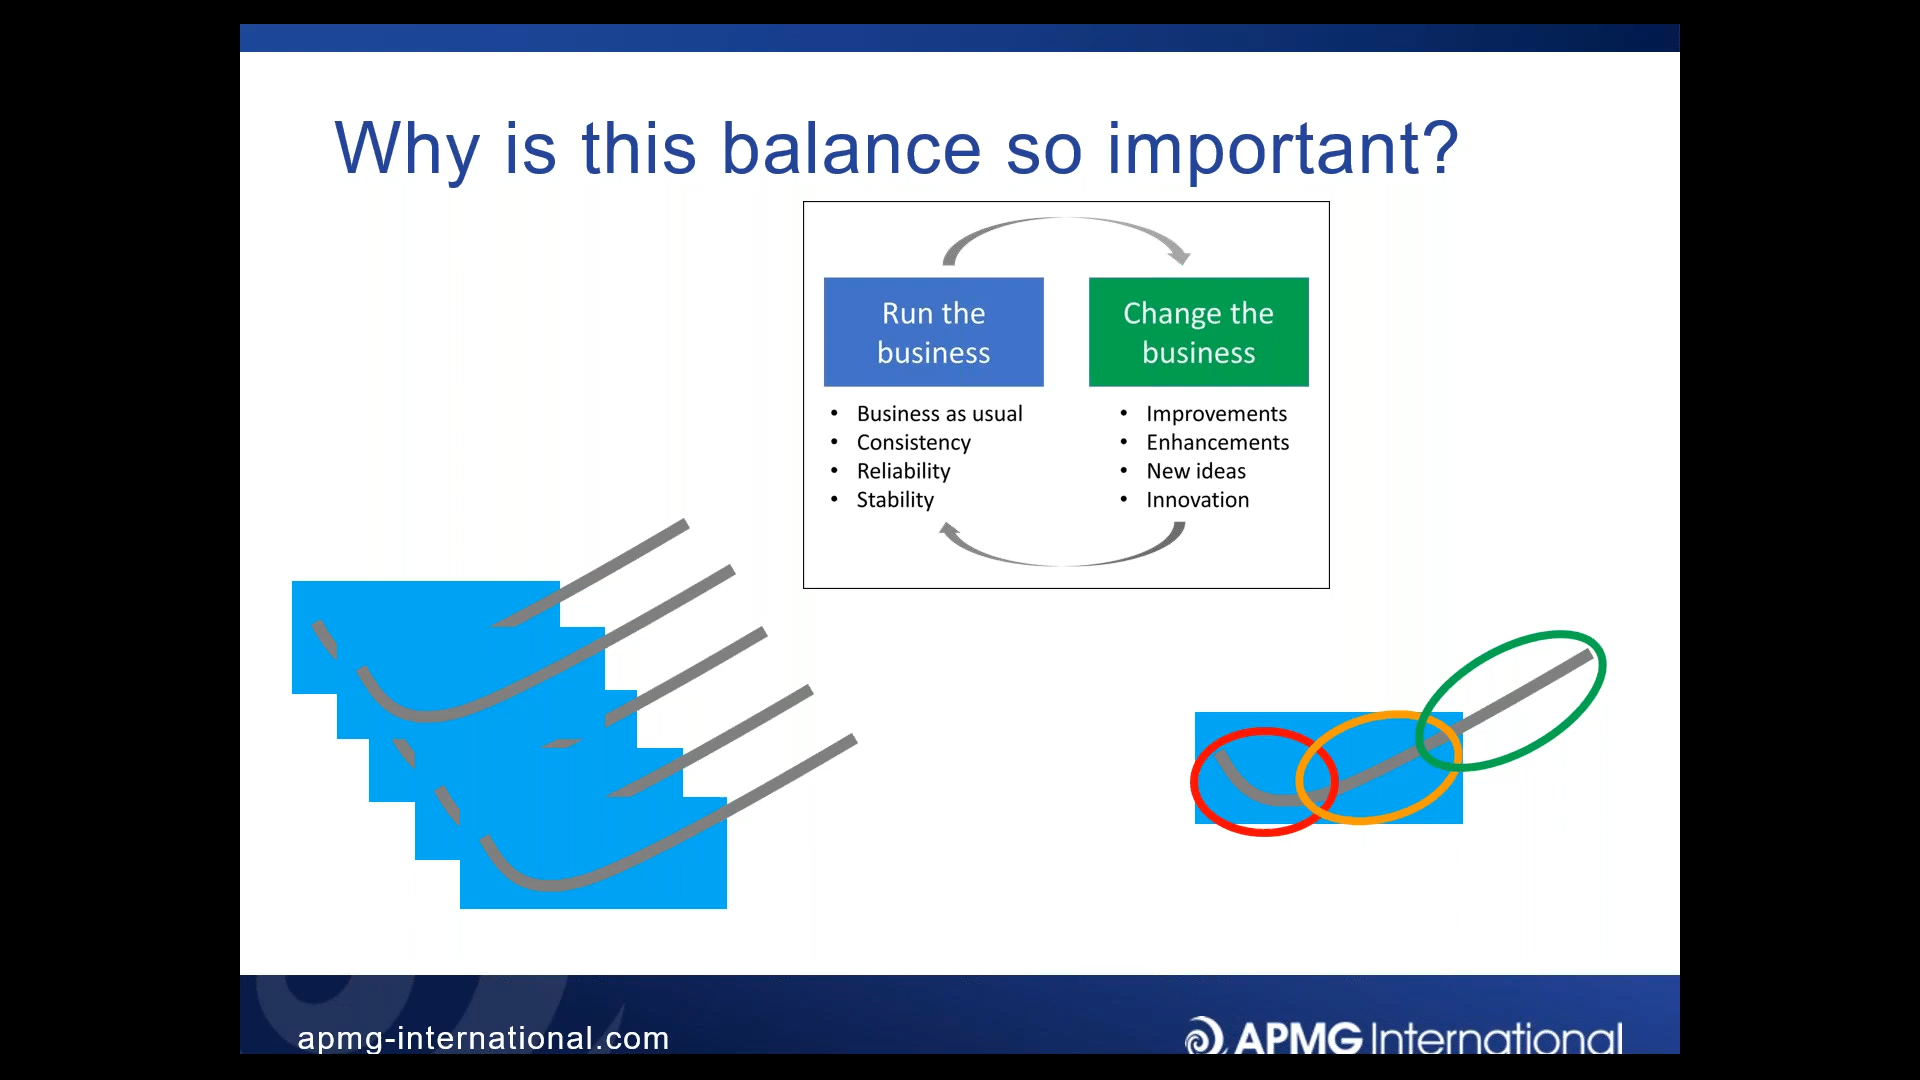 Why is this balance so important?
Run the
business
• Business as usual
• Consistency
• Reliability
• Stability
Change the
business
• Improvements
• Enhancements
• New ideas
• Innovation
apmg-international.com
APMG International